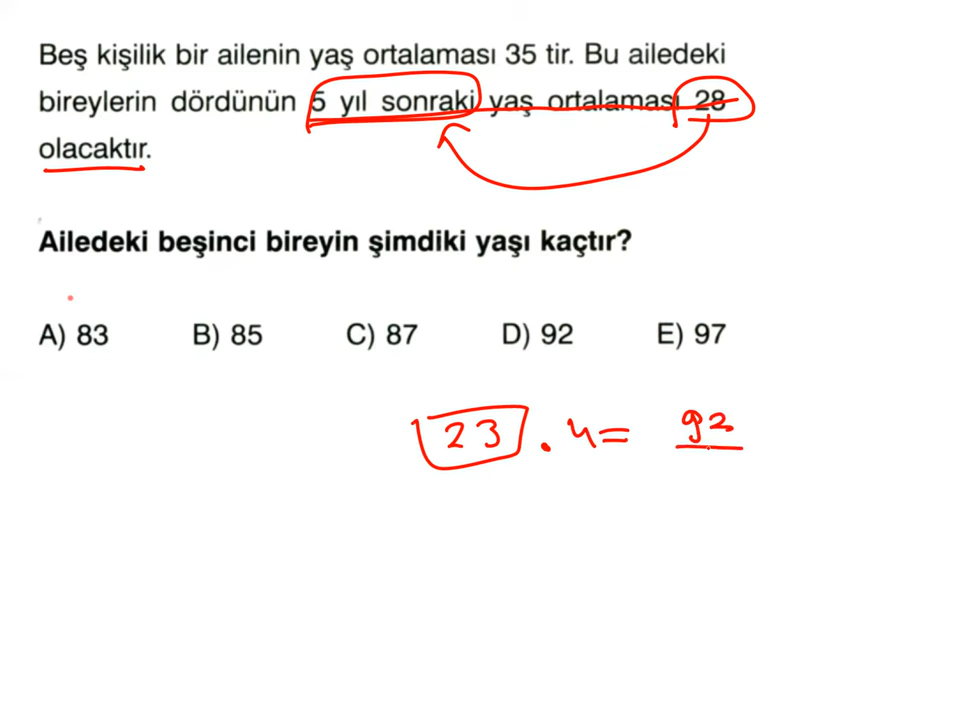 Beş kişilik bir ailenin yaş ortalaması 35 tir. Bu ailedeki
bireylerin dördünün 5 yıl sonraki yaş ortalaması 28
olacaktır.
Ailedeki beşinci bireyin şimdiki yaşı kaçtır?
A) 83 B) 85 C) 87 D) 92 E) 97
23 . 4 = 92